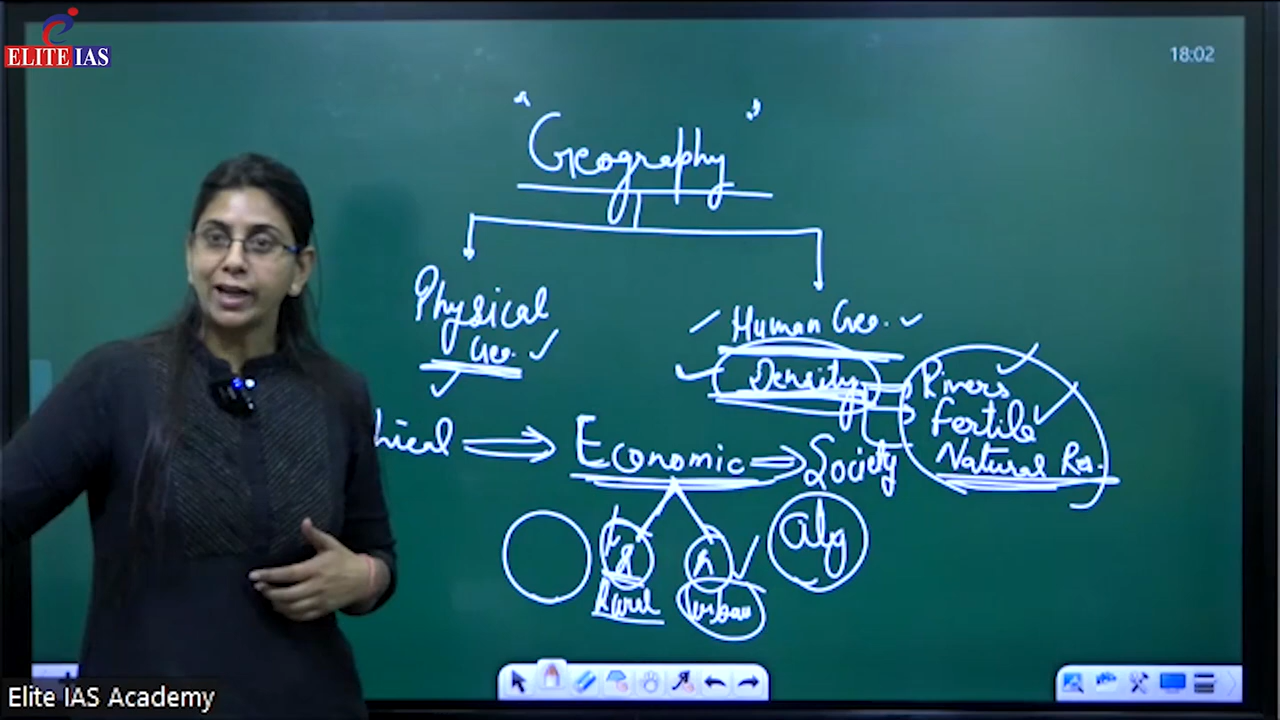 ELITE IAS
18:02
"Geography"
Physical Geo.
Human Geo.
Density
Rivers
Fertile
Natural Res.
hical
Economic
Society
Rural
Urban
Elite IAS Academy